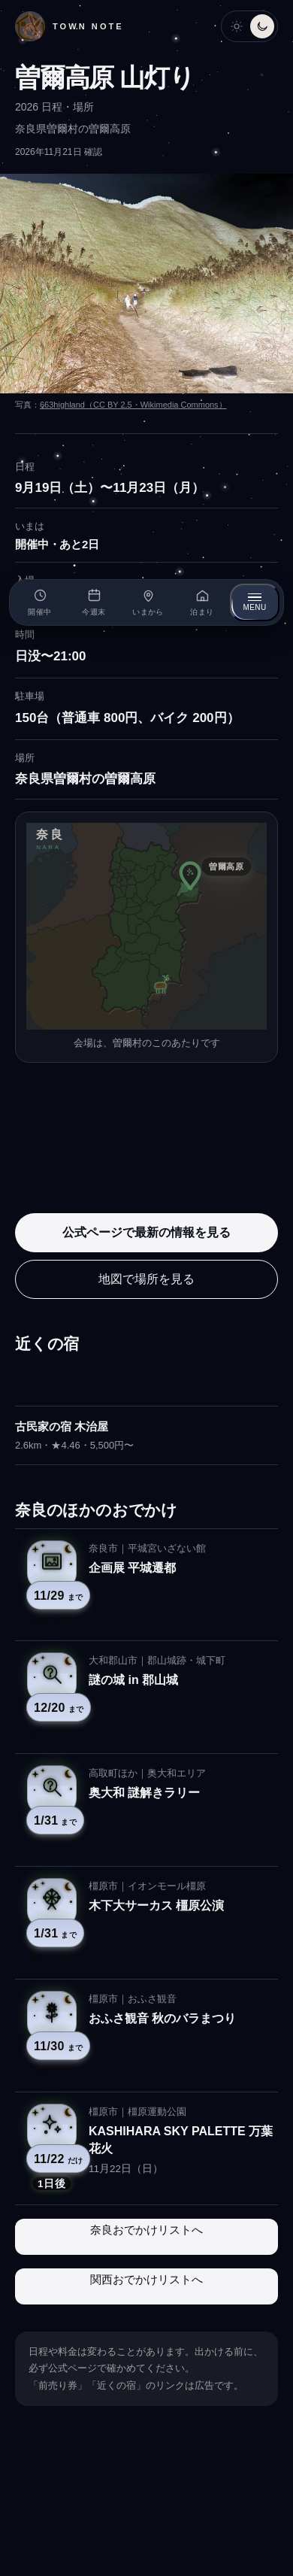 TOWN NOTE
曽爾高原 山灯り
2026 日程・場所
奈良県曽爾村の曽爾高原
2026年11月21日 確認
写真：663highland（CC BY 2.5・Wikimedia Commons）
日程
9月19日（土）〜11月23日（月）
いまは
開催中・あと2日
開催中
今週末
いまから
泊まり
MENU
時間
日没〜21:00
駐車場
150台（普通車 800円、バイク 200円）
場所
奈良県曽爾村の曽爾高原
奈良
NARA
曽爾高原
会場は、曽爾村のこのあたりです
公式ページで最新の情報を見る
地図で場所を見る
近くの宿
古民家の宿 木治屋
2.6km・★4.46・5,500円〜
奈良のほかのおでかけ
奈良市｜平城宮いざない館
企画展 平城遷都
11/29 まで
大和郡山市｜郡山城跡・城下町
謎の城 in 郡山城
12/20 まで
高取町ほか｜奥大和エリア
奥大和 謎解きラリー
1/31 まで
橿原市｜イオンモール橿原
木下大サーカス 橿原公演
1/31 まで
橿原市｜おふさ観音
おふさ観音 秋のバラまつり
11/30 まで
橿原市｜橿原運動公園
KASHIHARA SKY PALETTE 万葉
花火
11月22日（日）
11/22 だけ
1日後
奈良おでかけリストへ
関西おでかけリストへ
日程や料金は変わることがあります。出かける前に、
必ず公式ページで確かめてください。
「前売り券」「近くの宿」のリンクは広告です。